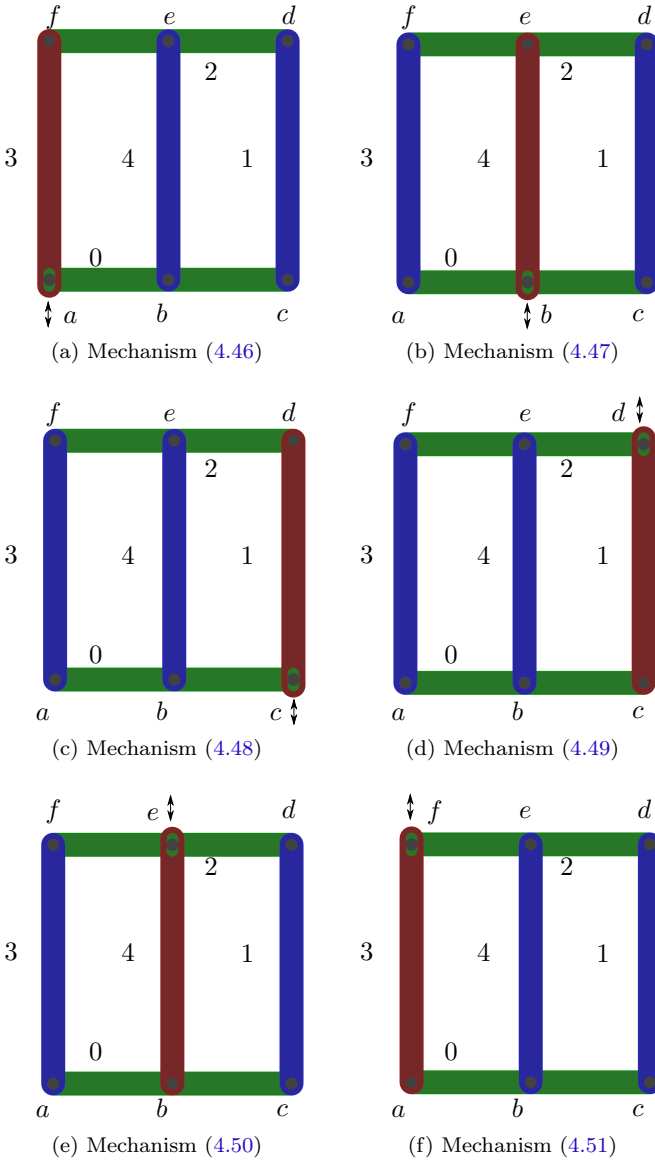 f e d f e d
2 2
3 4 1 3 4 1
0 0
a b c a b c
(a) Mechanism (4.46) (b) Mechanism (4.47)
f e d f e d
2 2
3 4 1 3 4 1
0 0
a b c a b c
(c) Mechanism (4.48) (d) Mechanism (4.49)
f e d f e d
2 2
3 4 1 3 4 1
0 0
a b c a b c
(e) Mechanism (4.50) (f) Mechanism (4.51)